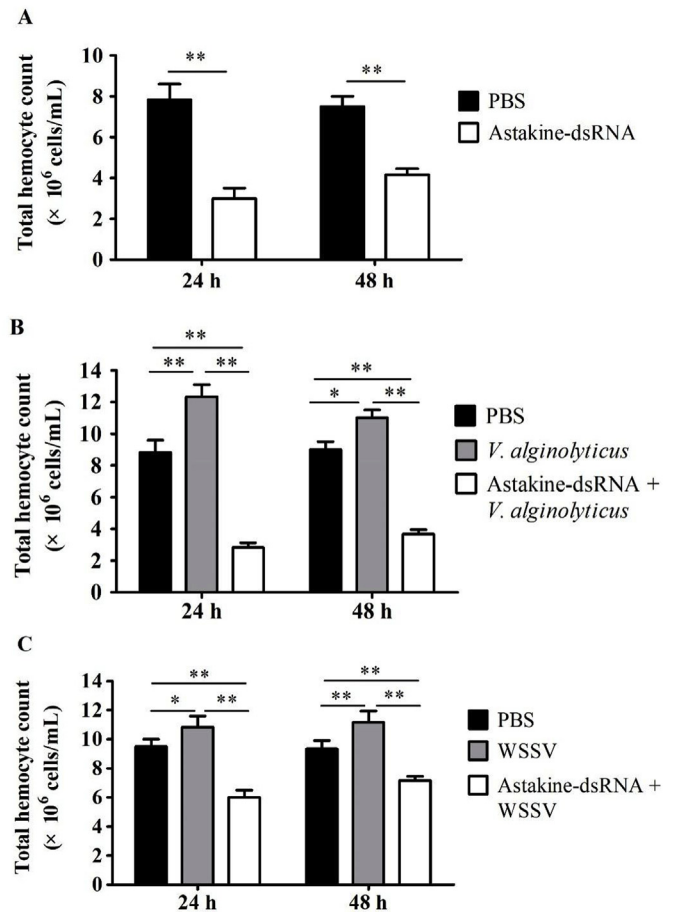 A
Total hemocyte count
(× 10⁶ cells/mL)
10
8
6
4
2
0
**
**
24 h
48 h
PBS
Astakine-dsRNA
B
Total hemocyte count
(× 10⁶ cells/mL)
14
12
10
8
6
4
2
0
**
** **
**
* **
24 h
48 h
PBS
V. alginolyticus
Astakine-dsRNA +
V. alginolyticus
C
Total hemocyte count
(× 10⁶ cells/mL)
14
12
10
8
6
4
2
0
**
* **
**
** **
24 h
48 h
PBS
WSSV
Astakine-dsRNA +
WSSV